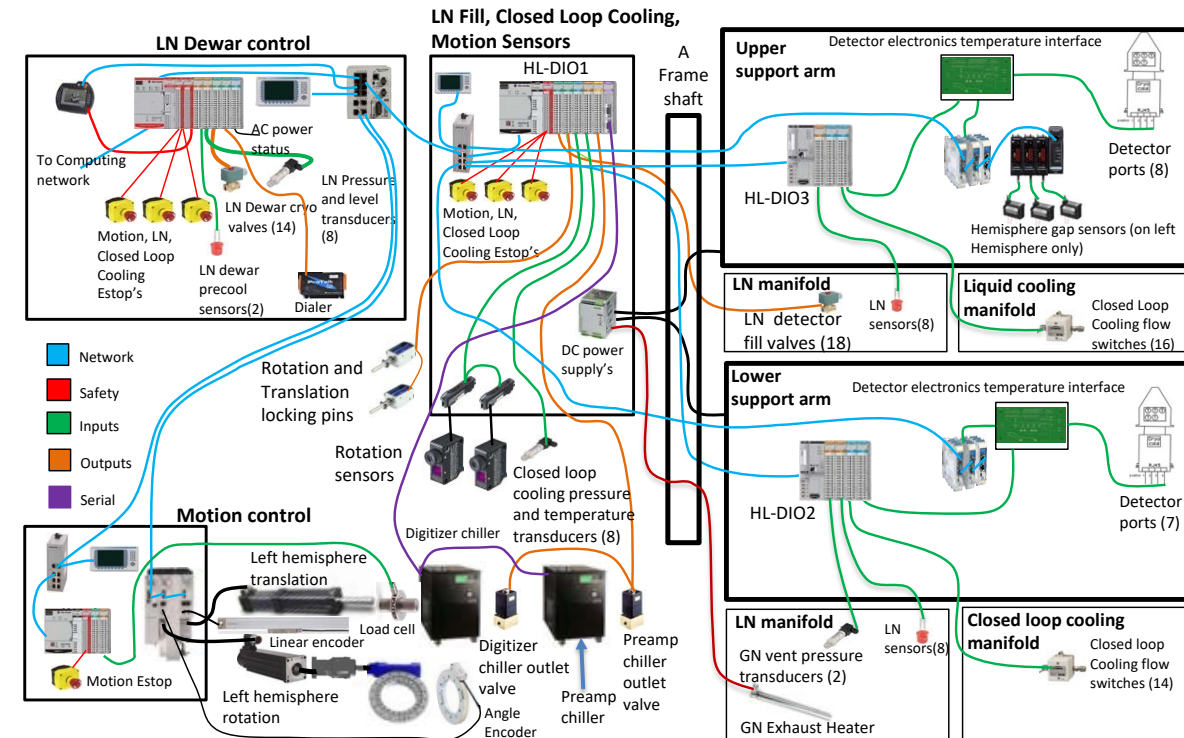 LN Dewar control
To Computing
network
AC power
status
LN Pressure
and level
transducers
(8)
LN Dewar cryo
valves (14)
Motion, LN,
Closed Loop
Cooling
Estop's
LN dewar
precool
sensors(2)
Dialer
LN Fill, Closed Loop Cooling,
Motion Sensors
HL-DIO1
Motion, LN,
Closed Loop
Cooling Estop's
DC power
supply's
Rotation and
Translation
locking pins
Rotation
sensors
Closed loop
cooling pressure
and temperature
transducers (8)
A
Frame
shaft
Upper
support arm
Detector electronics temperature interface
HL-DIO3
Detector
ports (8)
Hemisphere gap sensors (on left
Hemisphere only)
LN manifold
LN detector
fill valves (18)
LN
sensors(8)
Liquid cooling
manifold
Closed Loop
Cooling flow
switches (16)
Lower
support arm
Detector electronics temperature interface
HL-DIO2
Detector
ports (7)
LN manifold
GN vent pressure
transducers (2)
LN
sensors(8)
GN Exhaust Heater
Closed loop cooling
manifold
Closed loop
Cooling flow
switches (14)
Network
Safety
Inputs
Outputs
Serial
Motion control
Motion Estop
Left hemisphere
translation
Linear encoder
Load cell
Left hemisphere
rotation
Angle
Encoder
Digitizer chiller
Digitizer
chiller outlet
valve
Preamp
chiller
Preamp
chiller
outlet
valve